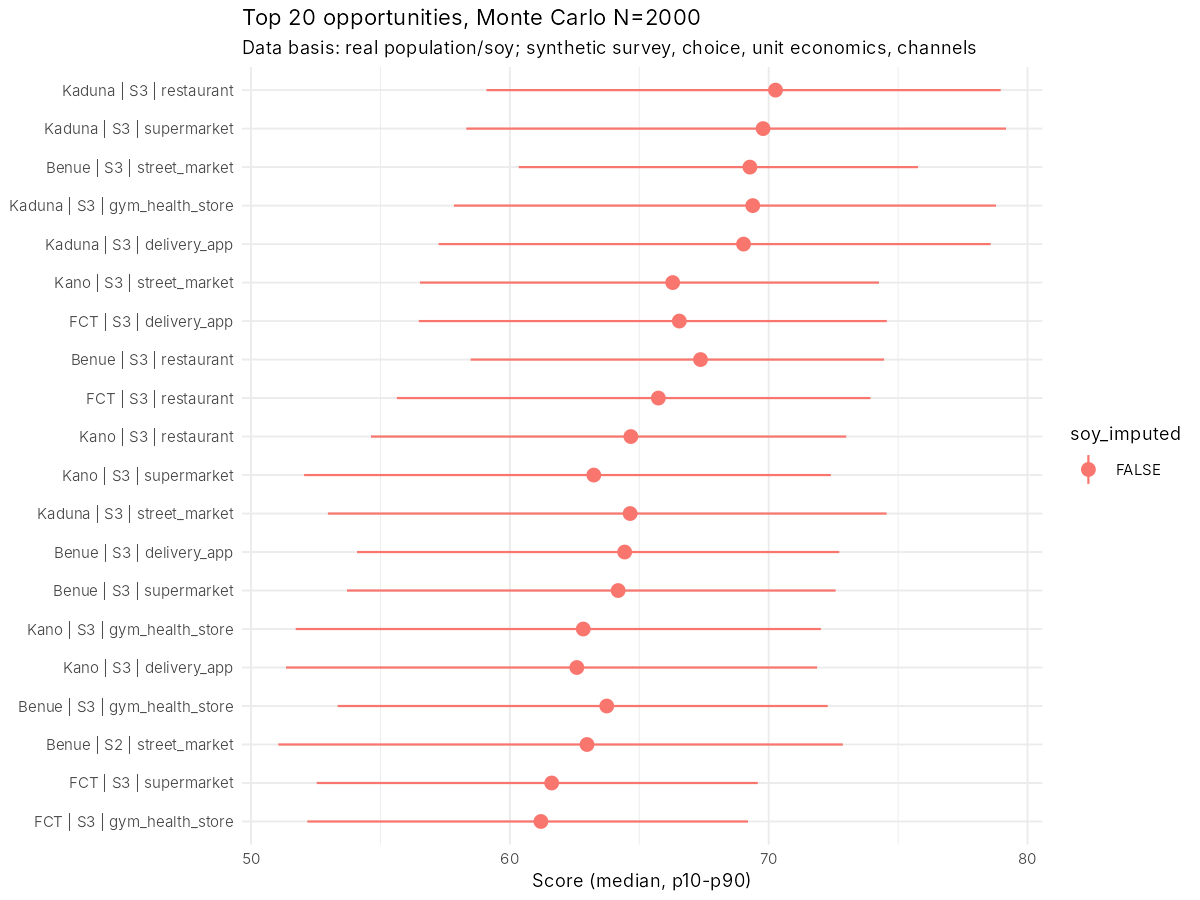 Top 20 opportunities, Monte Carlo N=2000
Data basis: real population/soy; synthetic survey, choice, unit economics, channels
Kaduna | S3 | restaurant
Kaduna | S3 | supermarket
Benue | S3 | street_market
Kaduna | S3 | gym_health_store
Kaduna | S3 | delivery_app
Kano | S3 | street_market
FCT | S3 | delivery_app
Benue | S3 | restaurant
FCT | S3 | restaurant
Kano | S3 | restaurant
Kano | S3 | supermarket
Kaduna | S3 | street_market
Benue | S3 | delivery_app
Benue | S3 | supermarket
Kano | S3 | gym_health_store
Kano | S3 | delivery_app
Benue | S3 | gym_health_store
Benue | S2 | street_market
FCT | S3 | supermarket
FCT | S3 | gym_health_store
50 60 70 80
Score (median, p10-p90)
soy_imputed
FALSE